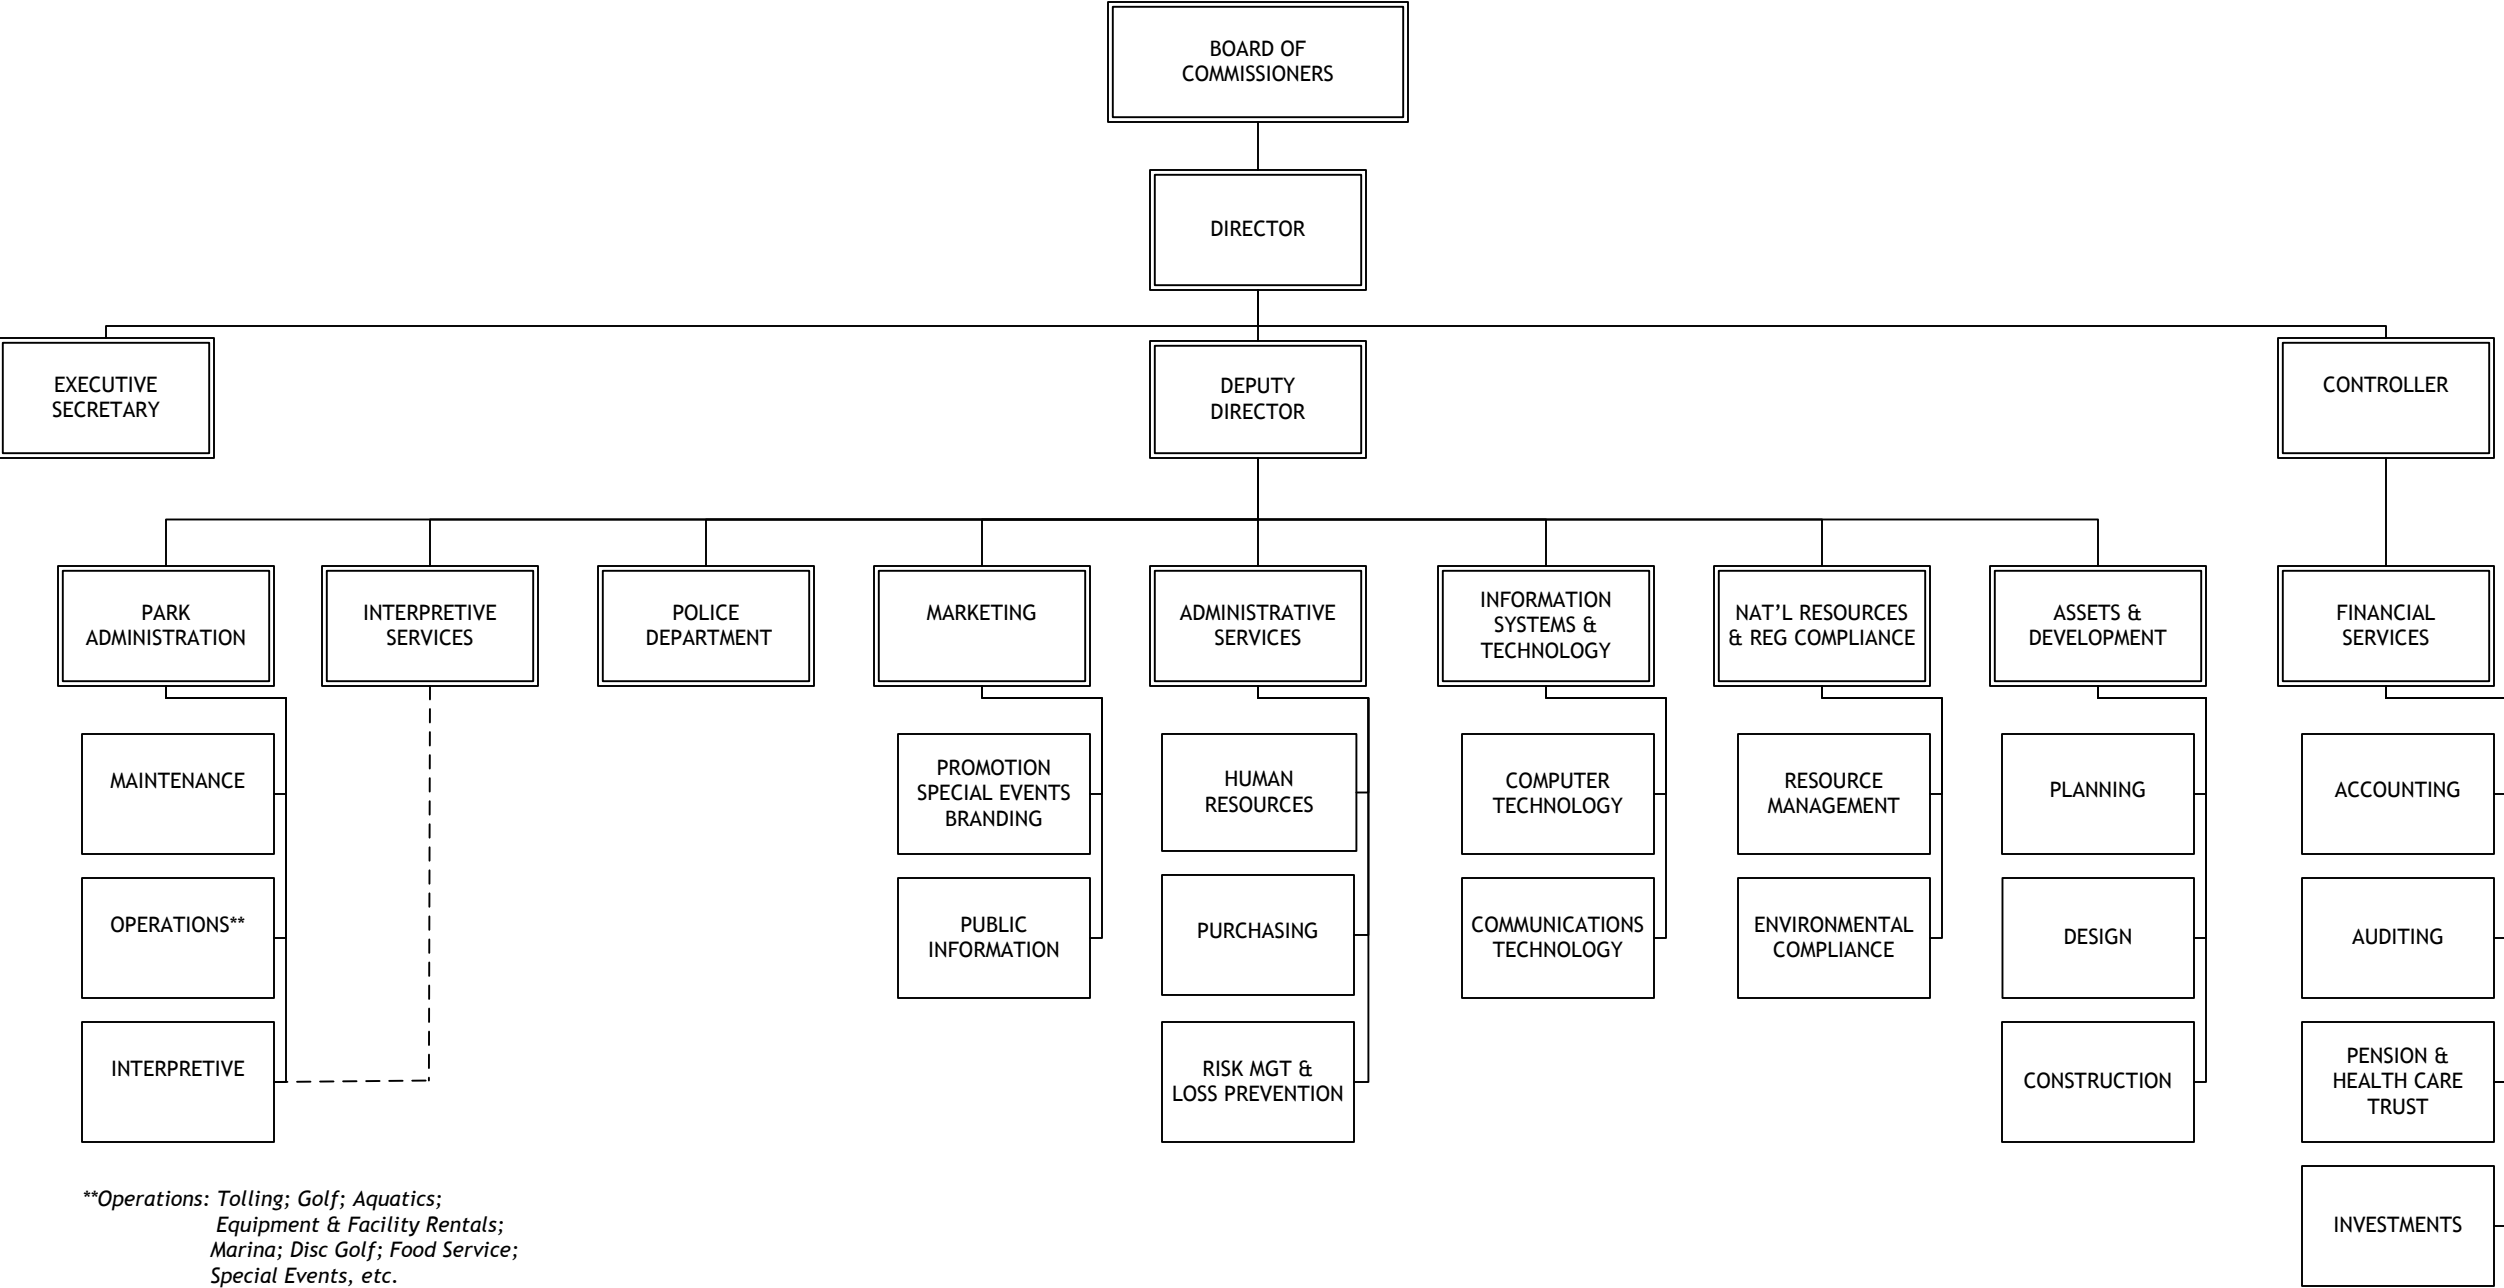 BOARD OF
COMMISSIONERS
DIRECTOR
EXECUTIVE
SECRETARY
DEPUTY
DIRECTOR
CONTROLLER
PARK
ADMINISTRATION
INTERPRETIVE
SERVICES
POLICE
DEPARTMENT
MARKETING
ADMINISTRATIVE
SERVICES
INFORMATION
SYSTEMS &
TECHNOLOGY
NAT’L RESOURCES
& REG COMPLIANCE
ASSETS &
DEVELOPMENT
FINANCIAL
SERVICES
MAINTENANCE
OPERATIONS**
INTERPRETIVE
PROMOTION
SPECIAL EVENTS
BRANDING
PUBLIC
INFORMATION
HUMAN
RESOURCES
PURCHASING
RISK MGT &
LOSS PREVENTION
COMPUTER
TECHNOLOGY
COMMUNICATIONS
TECHNOLOGY
RESOURCE
MANAGEMENT
ENVIRONMENTAL
COMPLIANCE
PLANNING
DESIGN
CONSTRUCTION
ACCOUNTING
AUDITING
PENSION &
HEALTH CARE
TRUST
INVESTMENTS
**Operations: Tolling; Golf; Aquatics;
Equipment & Facility Rentals;
Marina; Disc Golf; Food Service;
Special Events, etc.